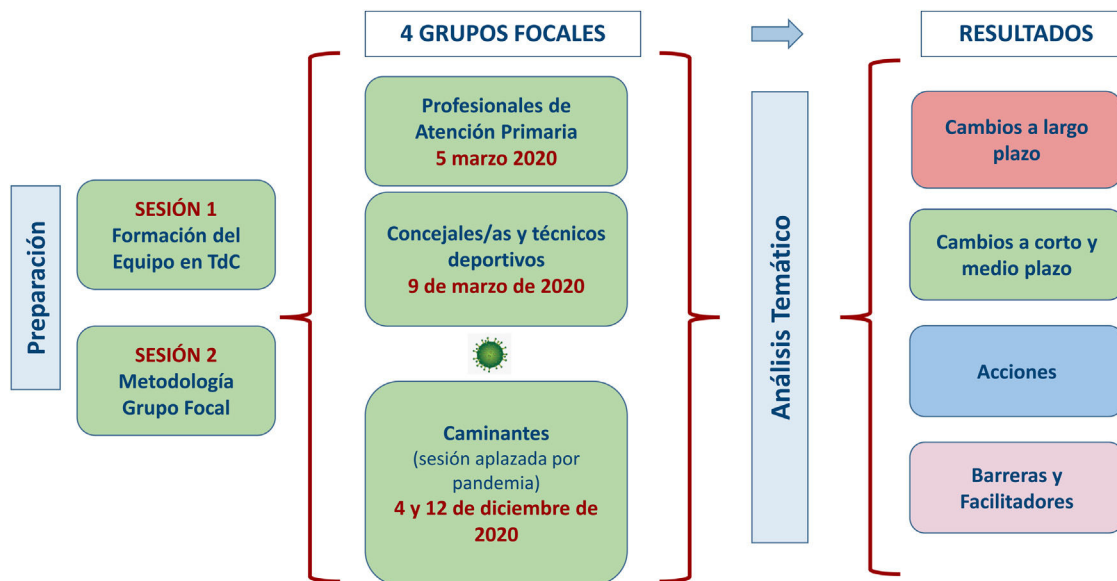 Preparación
SESIÓN 1
Formación del
Equipo en TdC
SESIÓN 2
Metodología
Grupo Focal
4 GRUPOS FOCALES
Profesionales de
Atención Primaria
5 marzo 2020
Concejales/as y técnicos
deportivos
9 de marzo de 2020
Caminantes
(sesión aplazada por
pandemia)
4 y 12 de diciembre de
2020
Análisis Temático
RESULTADOS
Cambios a largo
plazo
Cambios a corto y
medio plazo
Acciones
Barreras y
Facilitadores